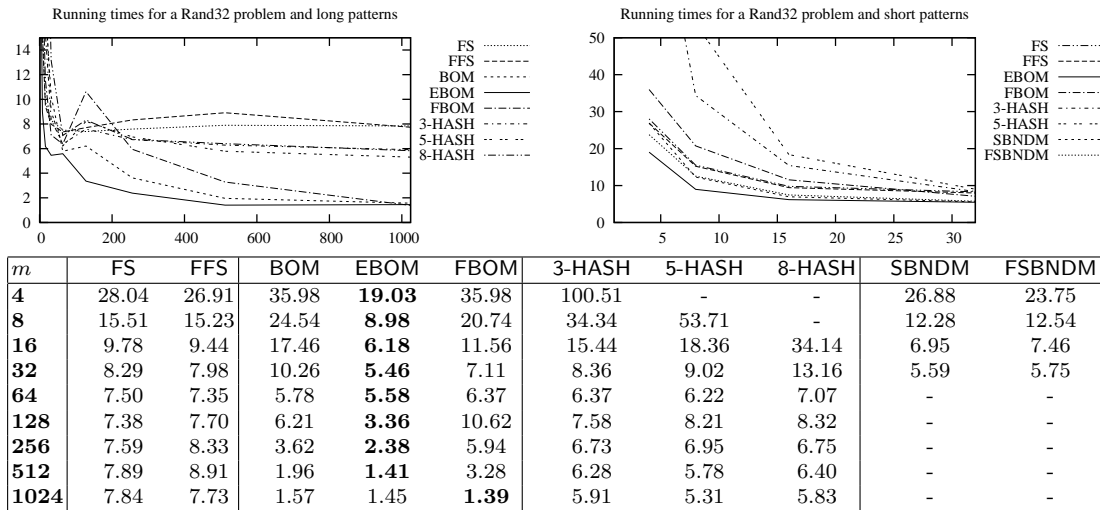 Running times for a Rand32 problem and long patterns
14
12
10
8
6
4
2
0
0 200 400 600 800 1000
FS
FFS
BOM
EBOM
FBOM
3-HASH
5-HASH
8-HASH
Running times for a Rand32 problem and short patterns
50
40
30
20
10
0
5 10 15 20 25 30
FS
FFS
EBOM
FBOM
3-HASH
5-HASH
SBNDM
FSBNDM
m FS FFS BOM EBOM FBOM 3-HASH 5-HASH 8-HASH SBNDM FSBNDM
4 28.04 26.91 35.98 19.03 35.98 100.51 - - 26.88 23.75
8 15.51 15.23 24.54 8.98 20.74 34.34 53.71 - 12.28 12.54
16 9.78 9.44 17.46 6.18 11.56 15.44 18.36 34.14 6.95 7.46
32 8.29 7.98 10.26 5.46 7.11 8.36 9.02 13.16 5.59 5.75
64 7.50 7.35 5.78 5.58 6.37 6.37 6.22 7.07 - -
128 7.38 7.70 6.21 3.36 10.62 7.58 8.21 8.32 - -
256 7.59 8.33 3.62 2.38 5.94 6.73 6.95 6.75 - -
512 7.89 8.91 1.96 1.41 3.28 6.28 5.78 6.40 - -
1024 7.84 7.73 1.57 1.45 1.39 5.91 5.31 5.83 - -